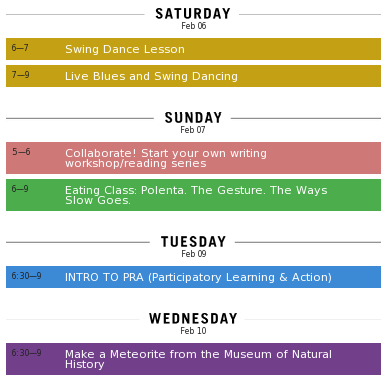 SATURDAY
Feb 06
6—7 Swing Dance Lesson
7—9 Live Blues and Swing Dancing
SUNDAY
Feb 07
5—6 Collaborate! Start your own writing
workshop/reading series
6—9 Eating Class: Polenta. The Gesture. The Ways
Slow Goes.
TUESDAY
Feb 09
6:30—9 INTRO TO PRA (Participatory Learning & Action)
WEDNESDAY
Feb 10
6:30—9 Make a Meteorite from the Museum of Natural
History